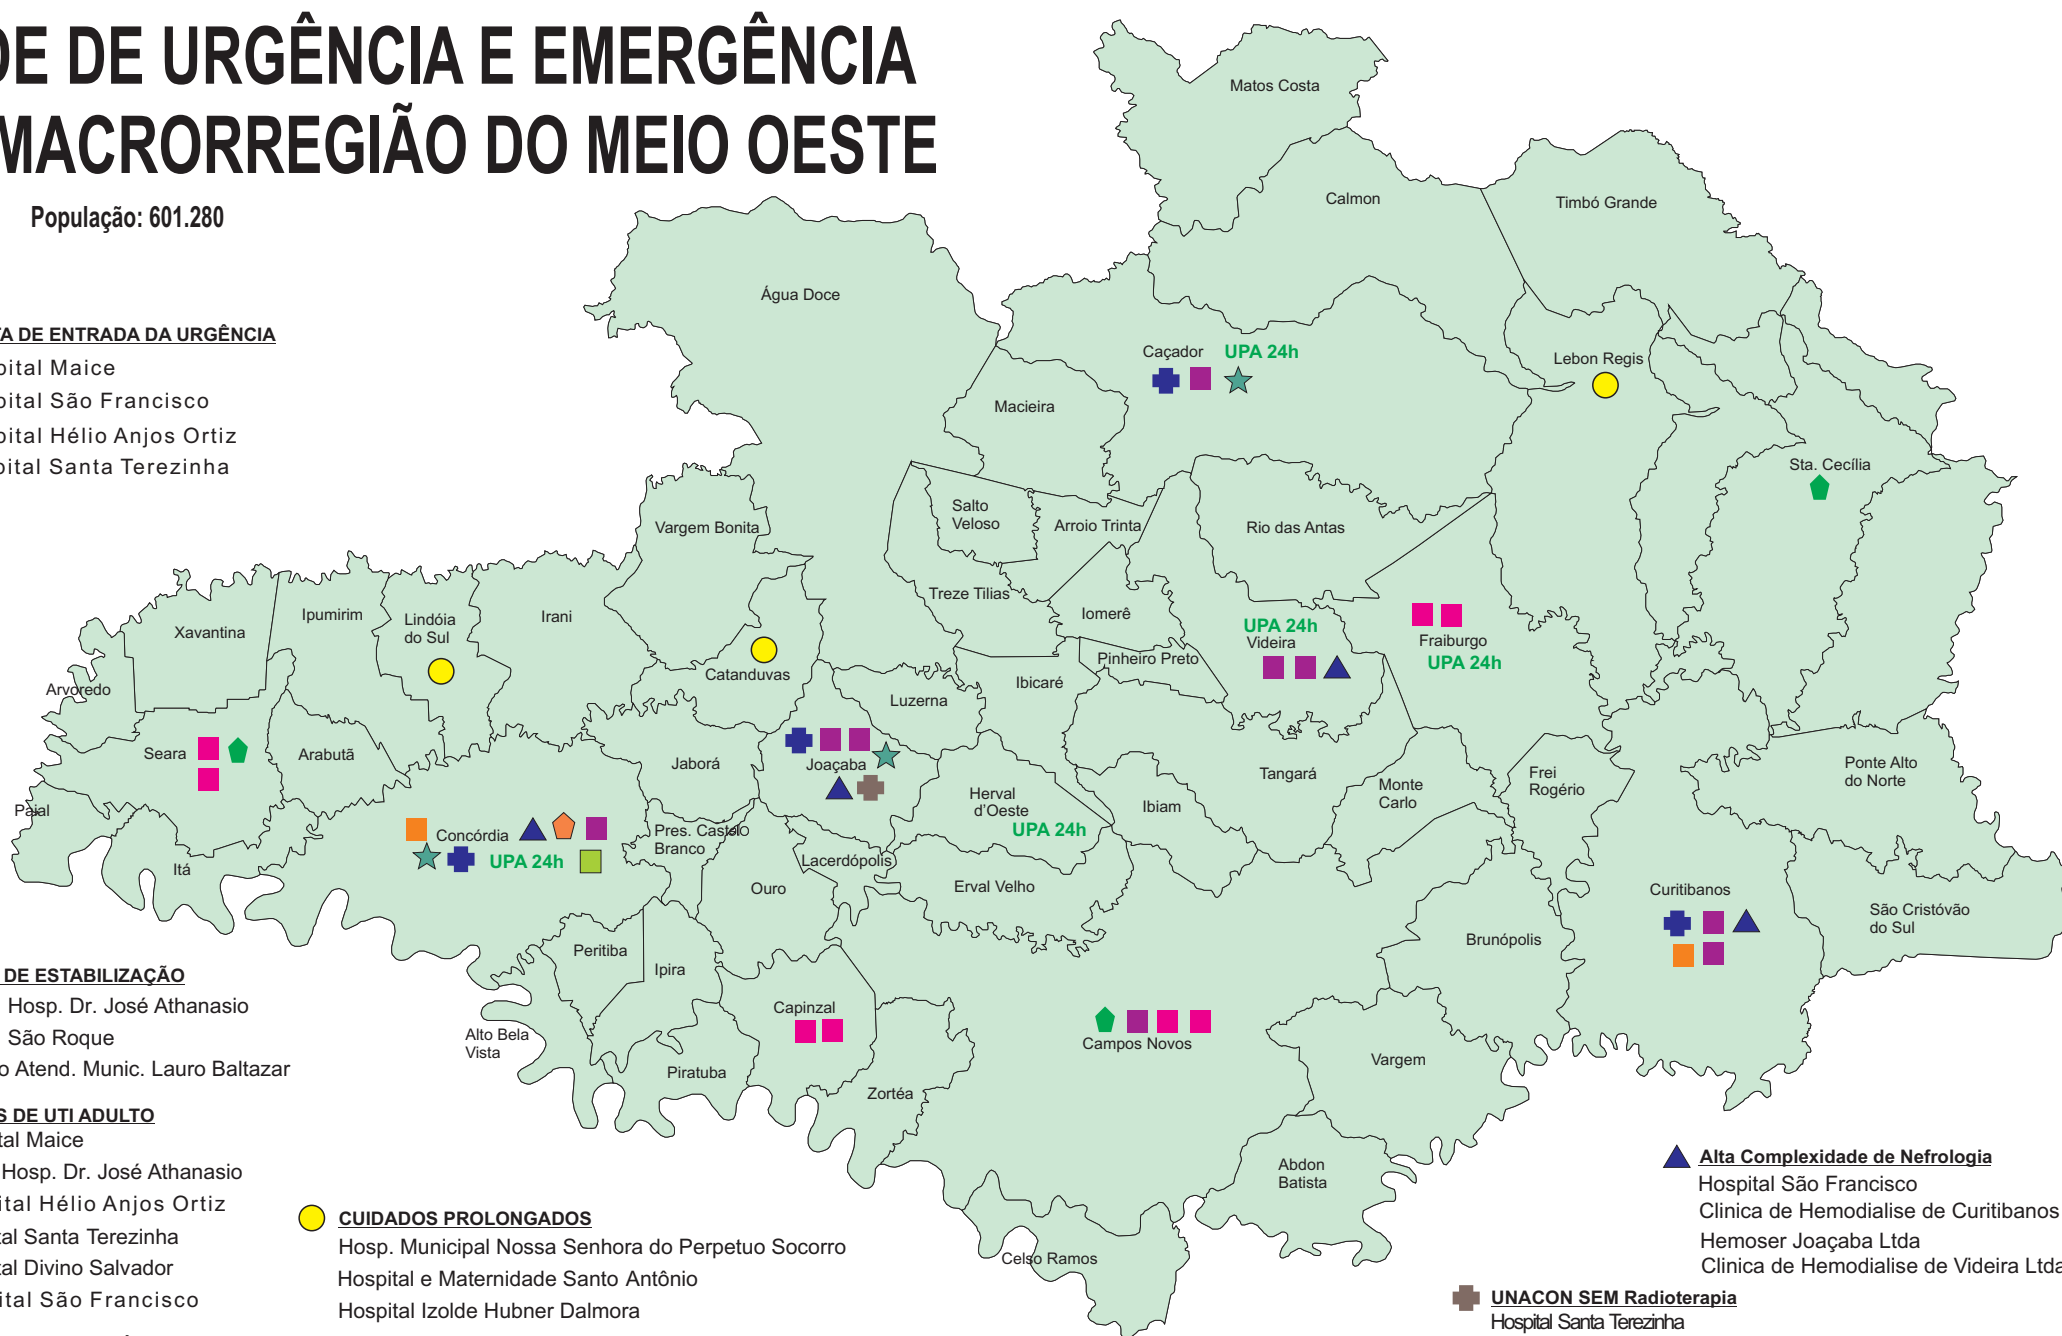 DE DE URGÊNCIA E EMERGÊNCIA
MACRORREGIÃO DO MEIO OESTE
População: 601.280
TA DE ENTRADA DA URGÊNCIA
pital Maice
pital São Francisco
pital Hélio Anjos Ortiz
pital Santa Terezinha
Matos Costa
Calmon
Timbó Grande
Água Doce
Caçador
UPA 24h
Lebon Regis
Macieira
Sta. Cecília
Salto
Veloso
Arroio Trinta
Rio das Antas
Vargem Bonita
Treze Tilias
Iomerê
Xavantina
Ipumirim
Lindóia
do Sul
Irani
UPA 24h
Videira
Fraiburgo
UPA 24h
Pinheiro Preto
Arvoredo
Catanduvas
Ibicaré
Luzerna
Seara
Arabutã
Jaborá
Joaçaba
Tangará
Monte
Carlo
Frei
Rogério
Ponte Alto
do Norte
Herval
d'Oeste
UPA 24h
Ibiam
Paial
Concórdia
UPA 24h
Pres. Castelo
Branco
Lacerdópolis
Itá
Ouro
Erval Velho
Curitibanos
São Cristóvão
do Sul
Peritiba
Ipira
Brunópolis
Capinzal
Campos Novos
Alto Bela
Vista
Piratuba
Zortéa
Vargem
Abdon
Batista
Celso Ramos
DE ESTABILIZAÇÃO
Hosp. Dr. José Athanasio
São Roque
o Atend. Munic. Lauro Baltazar
S DE UTI ADULTO
tal Maice
Hosp. Dr. José Athanasio
ital Hélio Anjos Ortiz
tal Santa Terezinha
tal Divino Salvador
ital São Francisco
CUIDADOS PROLONGADOS
Hosp. Municipal Nossa Senhora do Perpetuo Socorro
Hospital e Maternidade Santo Antônio
Hospital Izolde Hubner Dalmora
Alta Complexidade de Nefrologia
Hospital São Francisco
Clinica de Hemodialise de Curitibanos
Hemoser Joaçaba Ltda
Clinica de Hemodialise de Videira Ltda
UNACON SEM Radioterapia
Hospital Santa Terezinha